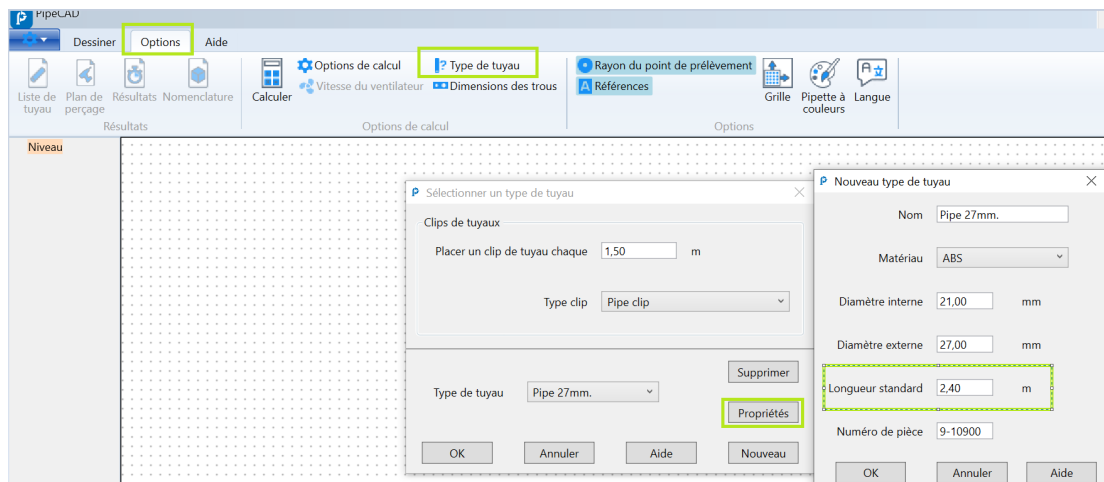 PipeCAD
Dessiner Options Aide
Liste de tuyau
Plan de perçage
Résultats
Nomenclature
Résultats
Calculer
Options de calcul
Vitesse du ventilateur
? Type de tuyau
Dimensions des trous
Options de calcul
Rayon du point de prélèvement
A Références
Grille
Pipette à couleurs
Langue
Options
Niveau
Sélectionner un type de tuyau
Clips de tuyaux
Placer un clip de tuyau chaque 1,50 m
Type clip Pipe clip
Supprimer
Type de tuyau Pipe 27mm.
Propriétés
OK Annuler Aide Nouveau
Nouveau type de tuyau
Nom Pipe 27mm.
Matériau ABS
Diamètre interne 21,00 mm
Diamètre externe 27,00 mm
Longueur standard 2,40 m
Numéro de pièce 9-10900
OK Annuler Aide